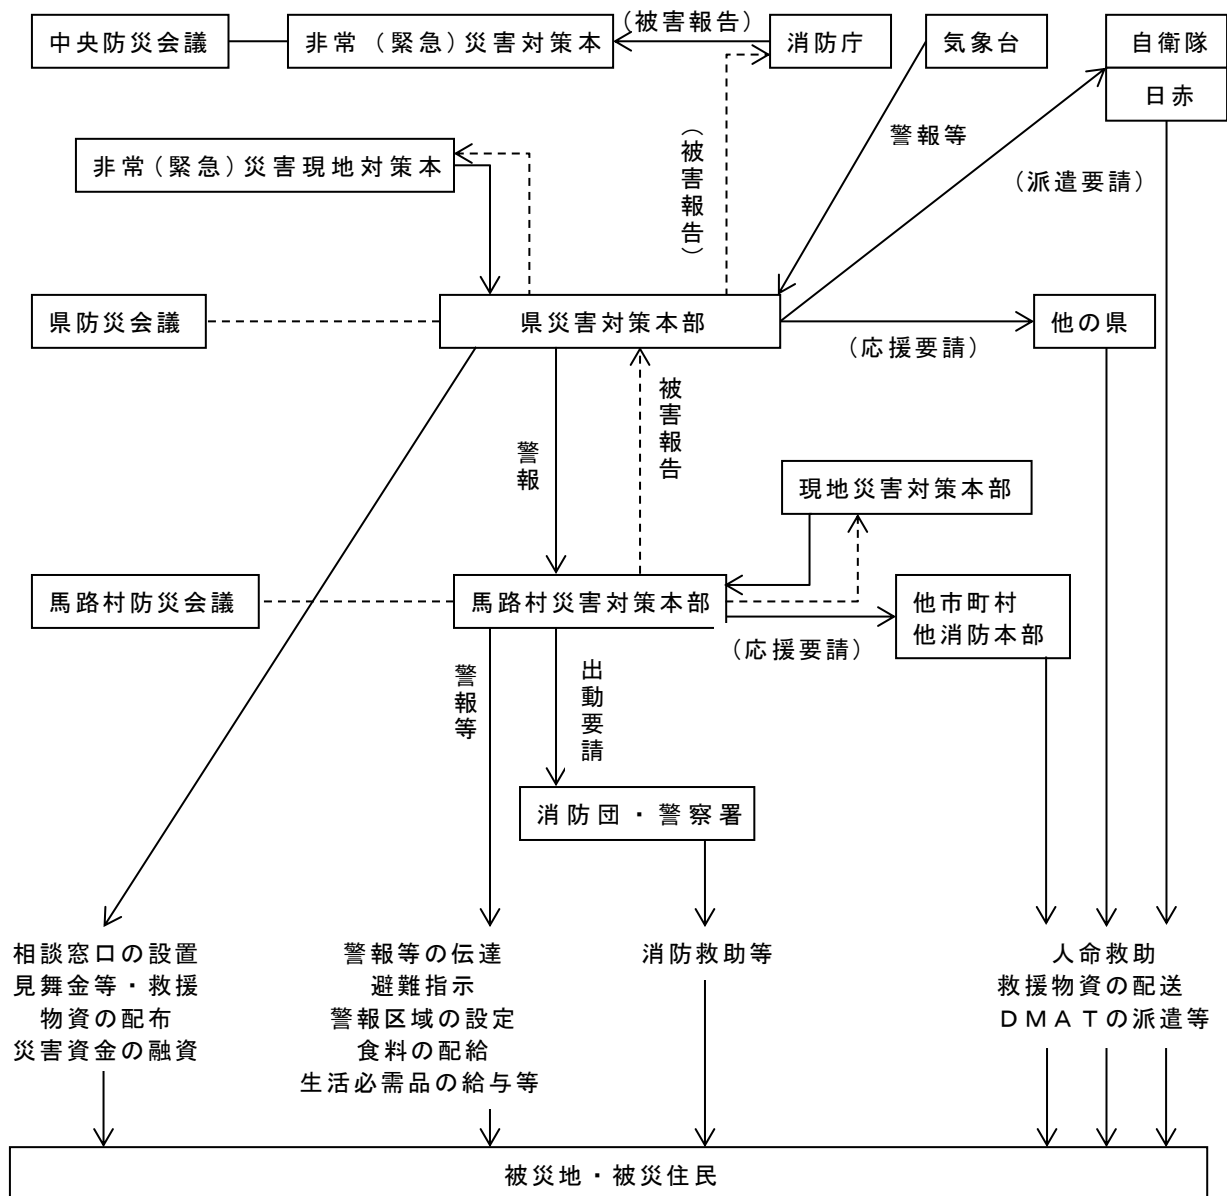 (被害報告)
中央防災会議
非常（緊急）災害対策本
消防庁
気象台
自衛隊
日赤
警報等
非常（緊急）災害現地対策本
(被害報告)
(派遣要請)
県防災会議
県災害対策本部
他の県
(応援要請)
被害報告
警報
現地災害対策本部
馬路村防災会議
馬路村災害対策本部
他市町村
他消防本部
(応援要請)
警報等
出動要請
消防団・警察署
相談窓口の設置
見舞金等・救援
物資の配布
災害資金の融資
警報等の伝達
避難指示
警報区域の設定
食料の配給
生活必需品の給与等
消防救助等
人命救助
救援物資の配送
ＤＭＡＴの派遣等
被災地・被災住民